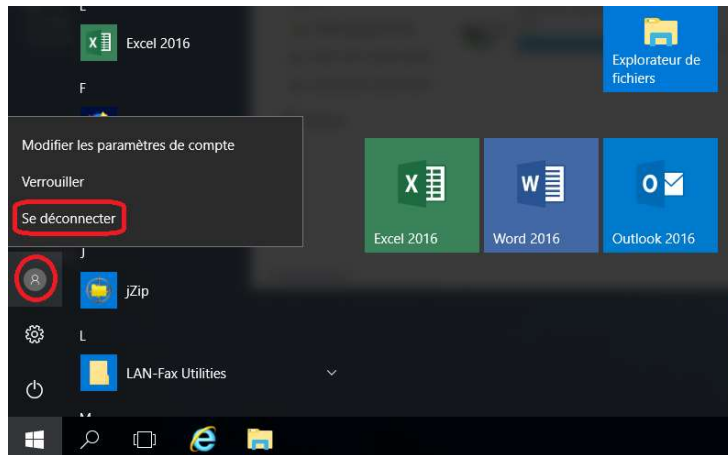 L
Excel 2016
F
Modifier les paramètres de compte
Verrouiller
Se déconnecter
J
jZip
L
LAN-Fax Utilities
M
Explorateur de
fichiers
Excel 2016
Word 2016
Outlook 2016